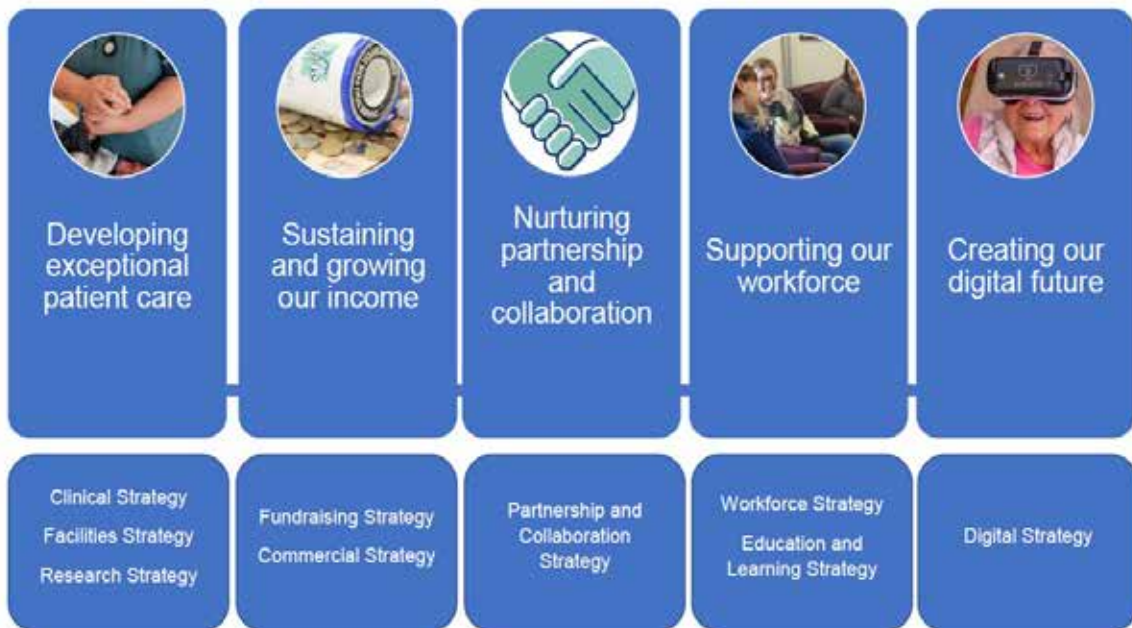 Developing
exceptional
patient care
Sustaining
and growing
our income
Nurturing
partnership
and
collaboration
Supporting our
workforce
Creating our
digital future
Clinical Strategy
Facilities Strategy
Research Strategy
Fundraising Strategy
Commercial Strategy
Partnership and
Collaboration
Strategy
Workforce Strategy
Education and
Learning Strategy
Digital Strategy